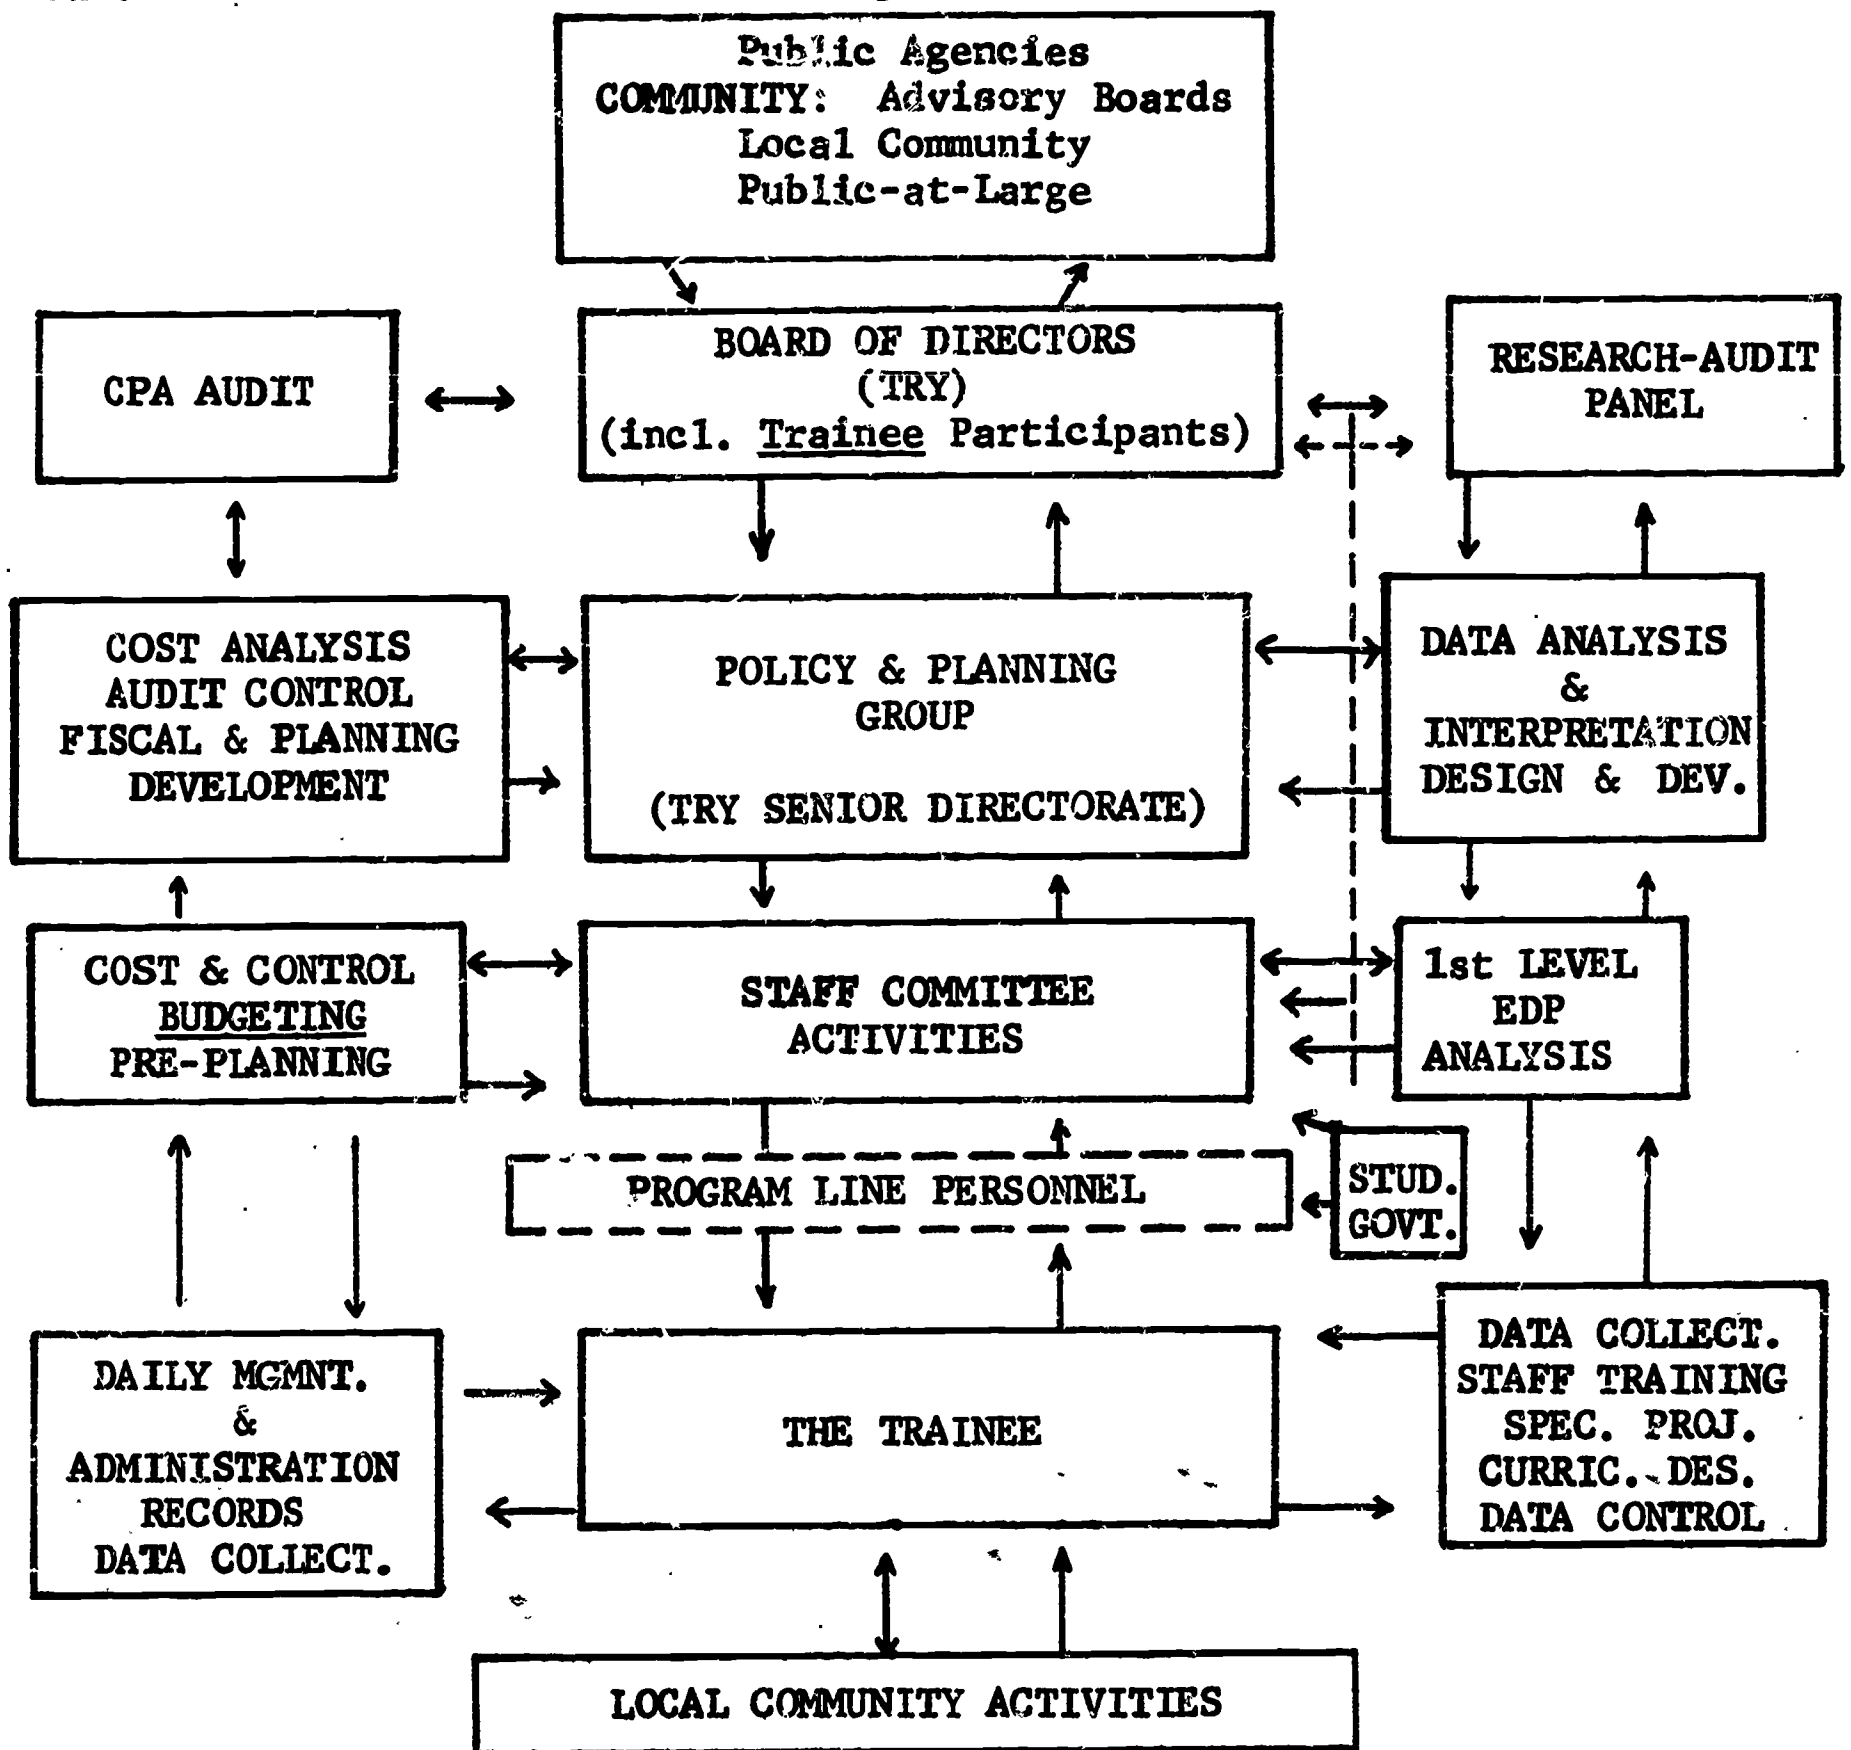 Public Agencies
COMMUNITY: Advisory Boards
Local Community
Public-at-Large
CPA AUDIT
BOARD OF DIRECTORS
(TRY)
(incl. Trainee Participants)
RESEARCH-AUDIT
PANEL
COST ANALYSIS
AUDIT CONTROL
FISCAL & PLANNING
DEVELOPMENT
POLICY & PLANNING
GROUP
(TRY SENIOR DIRECTORATE)
DATA ANALYSIS
&
INTERPRETATION
DESIGN & DEV.
COST & CONTROL
BUDGETING
PRE-PLANNING
STAFF COMMITTEE
ACTIVITIES
1st LEVEL
EDP
ANALYSIS
PROGRAM LINE PERSONNEL
STUD.
GOVT.
DAILY MGMNT.
&
ADMINISTRATION
RECORDS
DATA COLLECT.
THE TRAINEE
DATA COLLECT.
STAFF TRAINING
SPEC. PROJ.
CURRIC. DES.
DATA CONTROL
LOCAL COMMUNITY ACTIVITIES